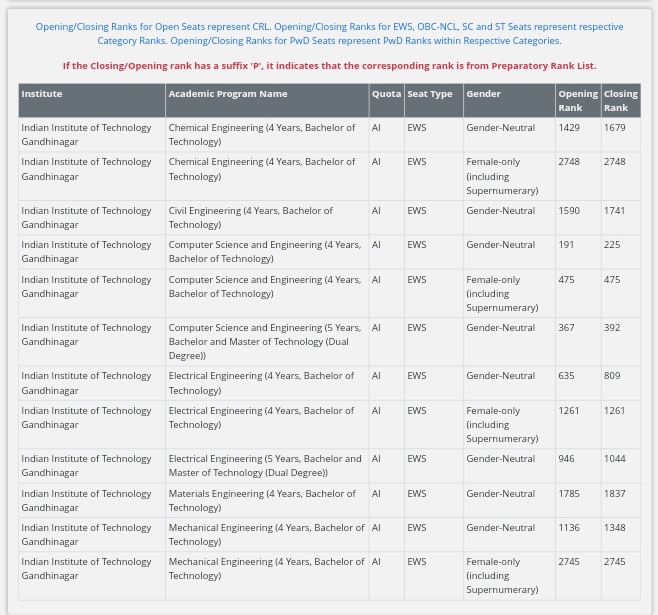 Opening/Closing Ranks for Open Seats represent CRL. Opening/Closing Ranks for EWS, OBC-NCL, SC and ST Seats represent respective
Category Ranks. Opening/Closing Ranks for PwD Seats represent PwD Ranks within Respective Categories.
If the Closing/Opening rank has a suffix 'P', it indicates that the corresponding rank is from Preparatory Rank List.
Institute Academic Program Name Quota Seat Type Gender Opening Closing
Rank Rank
Indian Institute of Technology Chemical Engineering (4 Years, Bachelor of AI EWS Gender-Neutral 1429 1679
Gandhinagar Technology)
Indian Institute of Technology Chemical Engineering (4 Years, Bachelor of AI EWS Female-only 2748 2748
Gandhinagar Technology) (including
Supernumerary)
Indian Institute of Technology Civil Engineering (4 Years, Bachelor of AI EWS Gender-Neutral 1590 1741
Gandhinagar Technology)
Indian Institute of Technology Computer Science and Engineering (4 Years, AI EWS Gender-Neutral 191 225
Gandhinagar Bachelor of Technology)
Indian Institute of Technology Computer Science and Engineering (4 Years, AI EWS Female-only 475 475
Gandhinagar Bachelor of Technology) (including
Supernumerary)
Indian Institute of Technology Computer Science and Engineering (5 Years, AI EWS Gender-Neutral 367 392
Gandhinagar Bachelor and Master of Technology (Dual
Degree))
Indian Institute of Technology Electrical Engineering (4 Years, Bachelor of AI EWS Gender-Neutral 635 809
Gandhinagar Technology)
Indian Institute of Technology Electrical Engineering (4 Years, Bachelor of AI EWS Female-only 1261 1261
Gandhinagar Technology) (including
Supernumerary)
Indian Institute of Technology Electrical Engineering (5 Years, Bachelor and AI EWS Gender-Neutral 946 1044
Gandhinagar Master of Technology (Dual Degree))
Indian Institute of Technology Materials Engineering (4 Years, Bachelor of AI EWS Gender-Neutral 1785 1837
Gandhinagar Technology)
Indian Institute of Technology Mechanical Engineering (4 Years, Bachelor of AI EWS Gender-Neutral 1136 1348
Gandhinagar Technology)
Indian Institute of Technology Mechanical Engineering (4 Years, Bachelor of AI EWS Female-only 2745 2745
Gandhinagar Technology) (including
Supernumerary)